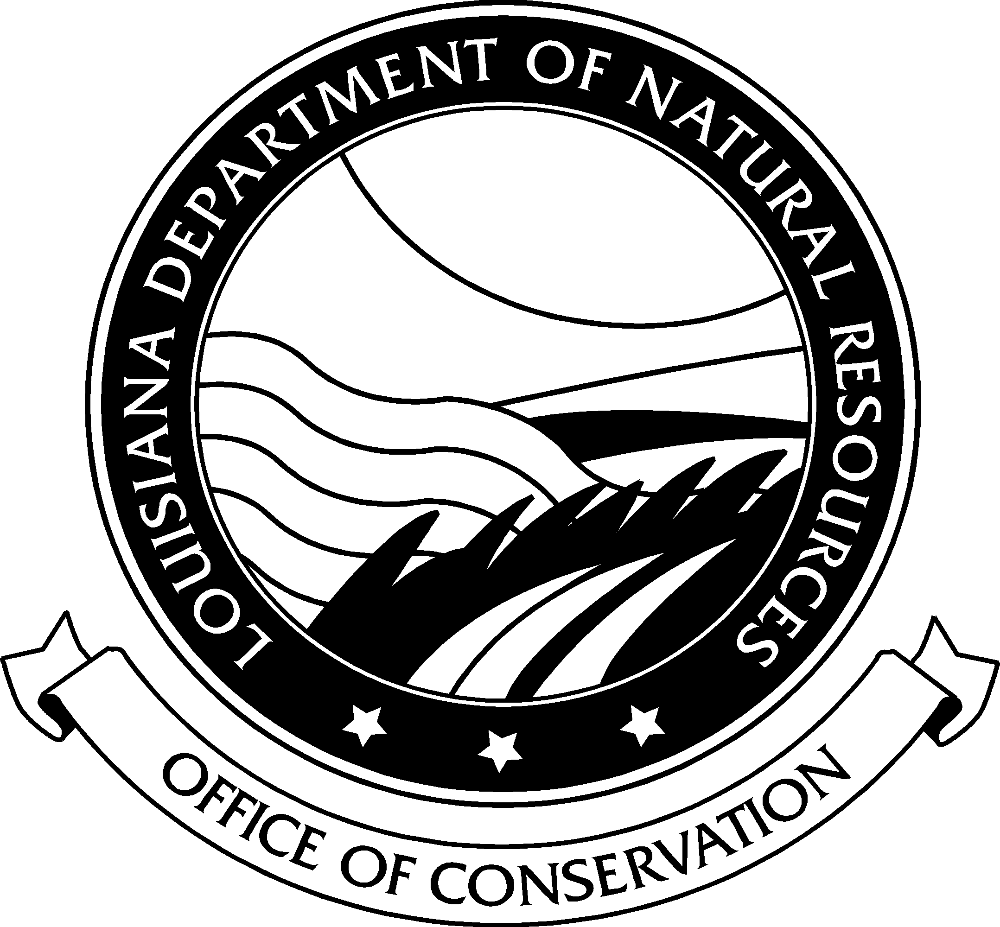 LOUISIANA DEPARTMENT OF NATURAL RESOURCES
OFFICE OF CONSERVATION